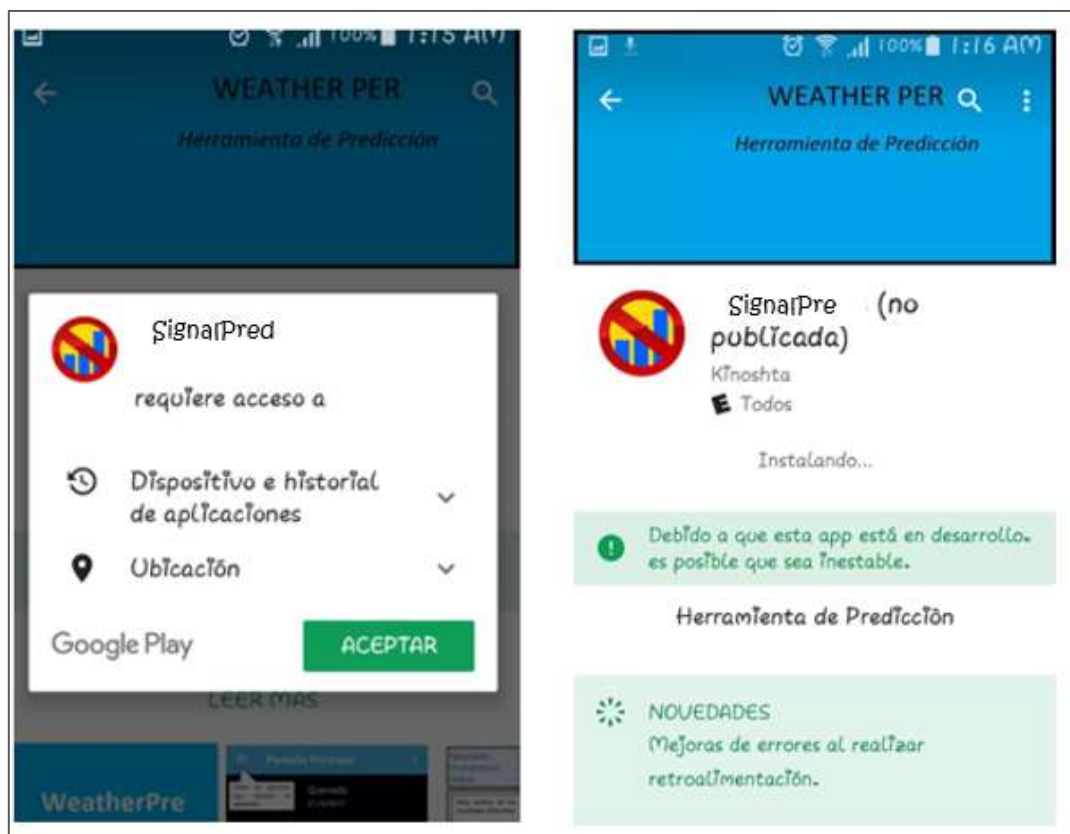 100% 1:15 AM
WEATHER PER
Herramienta de Predicción
SignalPred
requiere acceso a
Dispositivo e historial
de aplicaciones
Ubicación
Google Play
ACEPTAR
LEER MAS
WeatherPre
100% 1:16 AM
WEATHER PER
Herramienta de Predicción
SignalPre (no
publicada)
Kinoshta
E Todos
Instalando...
Debido a que esta app está en desarrollo.
es posible que sea inestable.
Herramienta de Predicción
NOVEDADES
Mejoras de errores al realizar
retroalimentación.